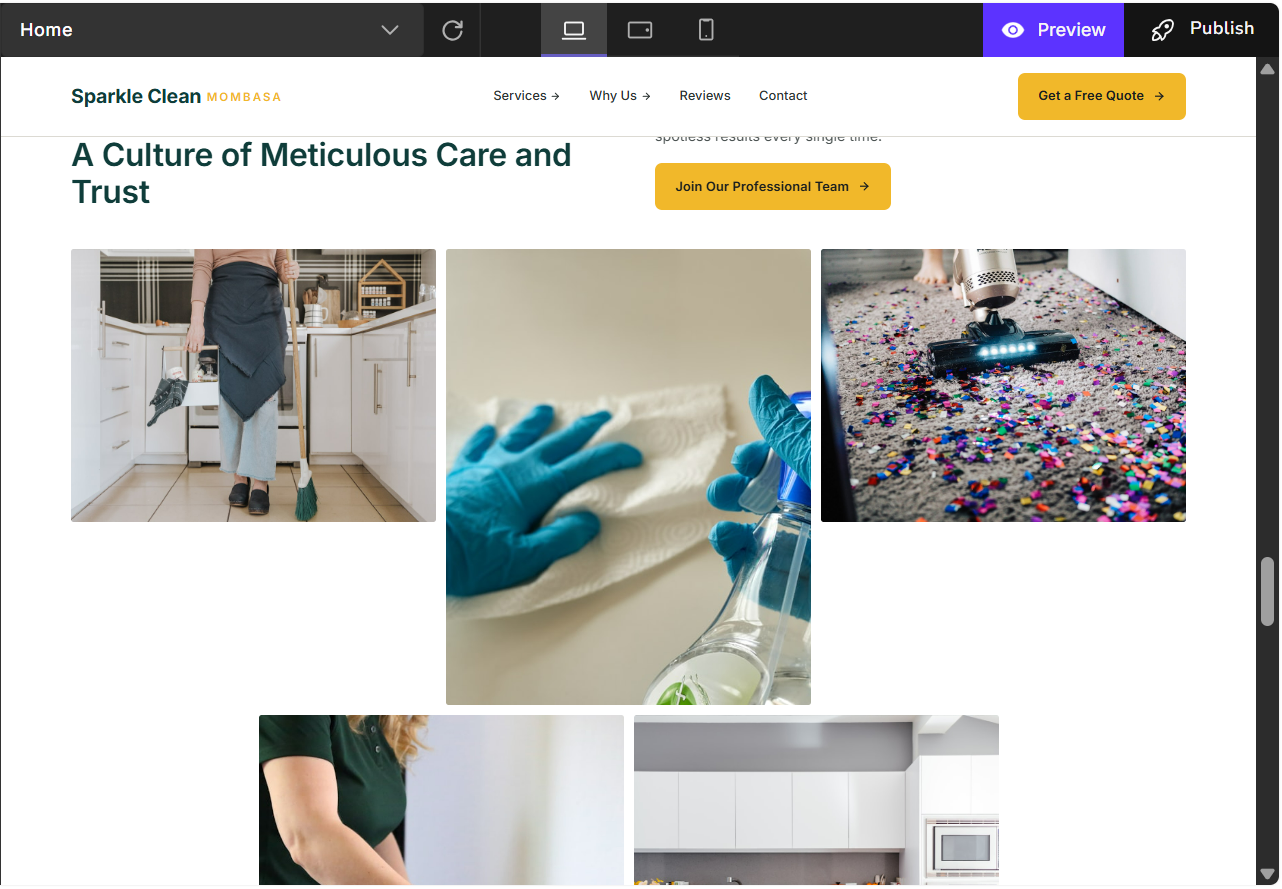 Home
Preview
Publish
Sparkle Clean MOMBASA
Services →
Why Us →
Reviews
Contact
Get a Free Quote →
spotless results every single time.
A Culture of Meticulous Care and
Trust
Join Our Professional Team →